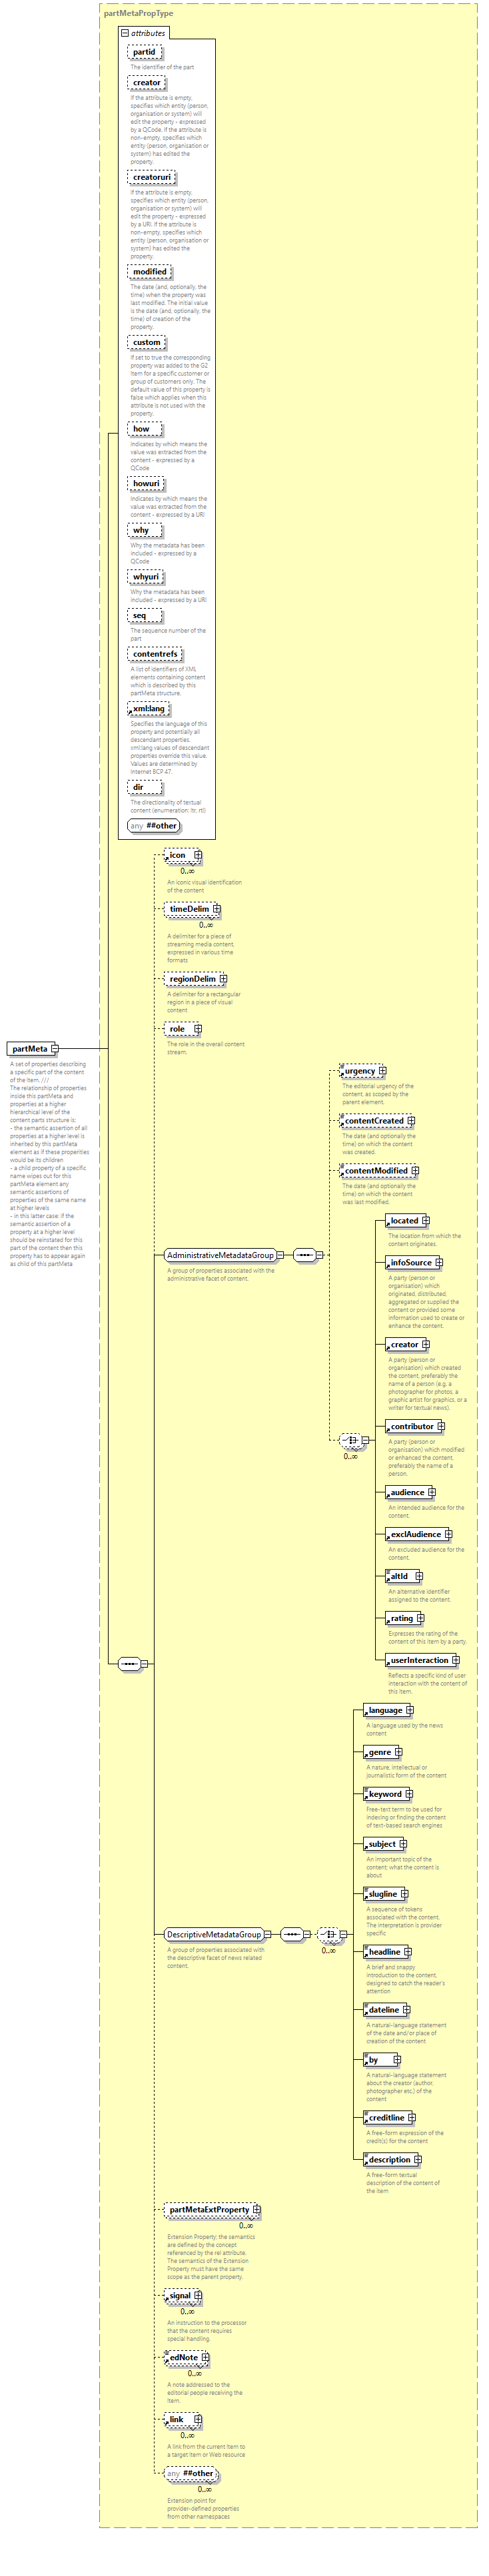 partMetaPropType
attributes
partid
The identifier of the part
creator
If the attribute is empty,
specifies which entity (person,
organisation or system) will
edit the property - expressed
by a QCode. If the attribute is
non-empty, specifies which
entity (person, organisation or
system) has edited the
property.
creatoruri
If the attribute is empty,
specifies which entity (person,
organisation or system) will
edit the property - expressed
by a URI. If the attribute is
non-empty, specifies which
entity (person, organisation or
system) has edited the
property.
modified
The date (and, optionally, the
time) when the property was
last modified. The initial value
is the date (and, optionally, the
time) of creation of the
property.
custom
If set to true the corresponding
property was added to the G2
Item for a specific customer or
group of customers only. The
default value of this property is
false which applies when this
attribute is not used with the
property.
how
Indicates by which means the
value was extracted from the
content - expressed by a
QCode
howuri
Indicates by which means the
value was extracted from the
content - expressed by a URI
why
Why the metadata has been
included - expressed by a
QCode
whyuri
Why the metadata has been
included - expressed by a URI
seq
The sequence number of the
part
contentrefs
A list of identifiers of XML
elements containing content
which is described by this
partMeta structure.
xml:lang
Specifies the language of this
property and potentially all
descendant properties.
xml:lang values of descendant
properties override this value.
Values are determined by
Internet BCP 47.
dir
The directionality of textual
content (enumeration: ltr, rtl)
any ##other
icon
0..∞
An iconic visual identification
of the content
timeDelim
0..∞
A delimiter for a piece of
streaming media content,
expressed in various time
formats
regionDelim
A delimiter for a rectangular
region in a piece of visual
content
role
The role in the overall content
stream.
partMeta
A set of properties describing
a specific part of the content
of the Item. ///
The relationship of properties
inside this partMeta and
properties at a higher
hierarchical level of the
content parts structure is:
- the semantic assertion of all
properties at a higher level is
inherited by this partMeta
element as if these properities
would be its children
- a child property of a specific
name wipes out for this
partMeta element any
semantic assertions of
properties of the same name
at higher levels
- in this latter case: if the
semantic assertion of a
property at a higher level
should be reinstated for this
part of the content then this
property has to appear again
as child of this partMeta
AdministrativeMetadataGroup
A group of properties associated with the
administrative facet of content.
urgency
The editorial urgency of the
content, as scoped by the
parent element.
contentCreated
The date (and optionally the
time) on which the content
was created.
contentModified
The date (and optionally the
time) on which the content
was last modified.
0..∞
located
The location from which the
content originates.
infoSource
A party (person or
organisation) which
originated, distributed,
aggregated or supplied the
content or provided some
information used to create or
enhance the content.
creator
A party (person or
organisation) which created
the content, preferably the
name of a person (e.g. a
photographer for photos, a
graphic artist for graphics, or a
writer for textual news).
contributor
A party (person or
organisation) which modified
or enhanced the content,
preferably the name of a
person.
audience
An intended audience for the
content.
exclAudience
An excluded audience for the
content.
altId
An alternative identifier
assigned to the content.
rating
Expresses the rating of the
content of this item by a party.
userInteraction
Reflects a specific kind of user
interaction with the content of
this item.
DescriptiveMetadataGroup
A group of properties associated with
the descriptive facet of news related
content.
0..∞
language
A language used by the news
content
genre
A nature, intellectual or
journalistic form of the content
keyword
Free-text term to be used for
indexing or finding the content
of text-based search engines
subject
An important topic of the
content; what the content is
about
slugline
A sequence of tokens
associated with the content.
The interpretation is provider
specific
headline
A brief and snappy
introduction to the content,
designed to catch the reader's
attention
dateline
A natural-language statement
of the date and/or place of
creation of the content
by
A natural-language statement
about the creator (author,
photographer etc.) of the
content
creditline
A free-form expression of the
credit(s) for the content
description
A free-form textual
description of the content of
the item
partMetaExtProperty
0..∞
Extension Property; the semantics
are defined by the concept
referenced by the rel attribute.
The semantics of the Extension
Property must have the same
scope as the parent property.
signal
0..∞
An instruction to the processor
that the content requires
special handling.
edNote
0..∞
A note addressed to the
editorial people receiving the
Item.
link
0..∞
A link from the current Item to
a target Item or Web resource
any ##other
0..∞
Extension point for
provider-defined properties
from other namespaces